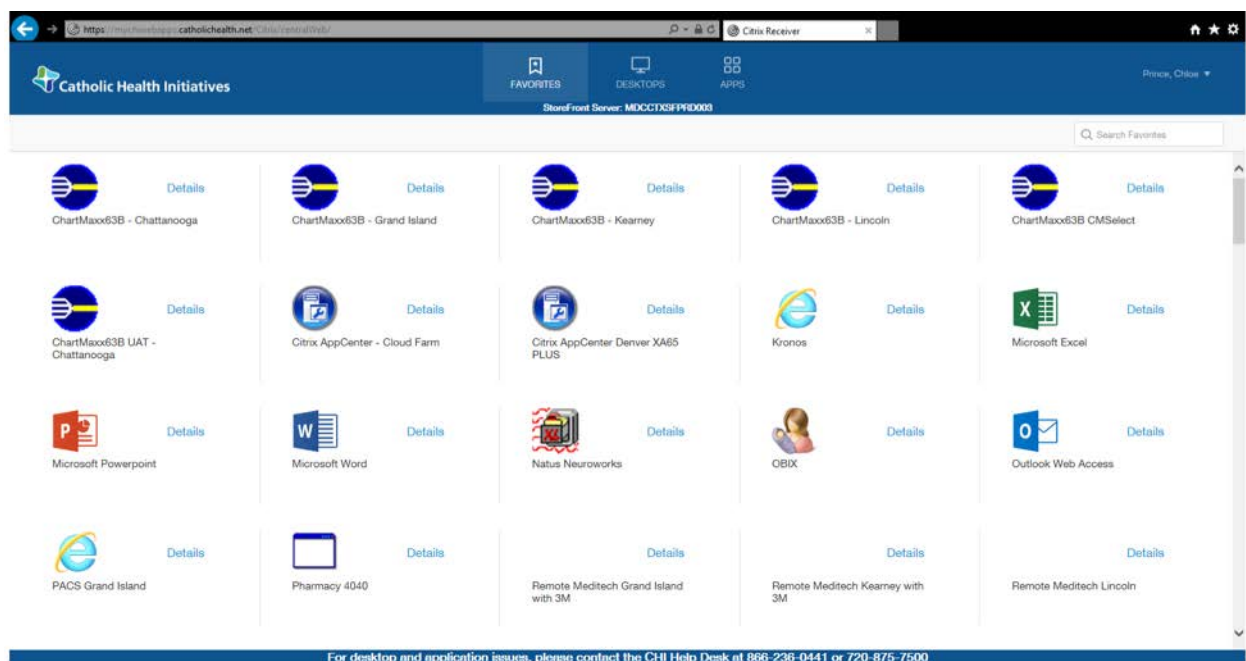 https://mychiwebapps.catholichealth.net/Citrix/centralWeb/
Citrix Receiver
Catholic Health Initiatives
FAVORITES
DESKTOPS
APPS
Prince, Chloe
StoreFront Server: MDCCTXSFPRD003
Search Favorites
Details
Details
Details
Details
Details
ChartMaxx63B - Chattanooga
ChartMaxx63B - Grand Island
ChartMaxx63B - Kearney
ChartMaxx63B - Lincoln
ChartMaxx63B CMSelect
Details
Details
Details
Details
X
Details
ChartMaxx63B UAT -
Chattanooga
Citrix AppCenter - Cloud Farm
Citrix AppCenter Denver XA65
PLUS
Kronos
Microsoft Excel
P
Details
W
Details
Details
Details
O
Details
Microsoft Powerpoint
Microsoft Word
Natus Neuroworks
OBIX
Outlook Web Access
Details
Details
Details
Details
Details
PACS Grand Island
Pharmacy 4040
Remote Meditech Grand Island
with 3M
Remote Meditech Kearney with
3M
Remote Meditech Lincoln
For desktop and application issues, please contact the CHI Help Desk at 866-236-0441 or 720-875-7500